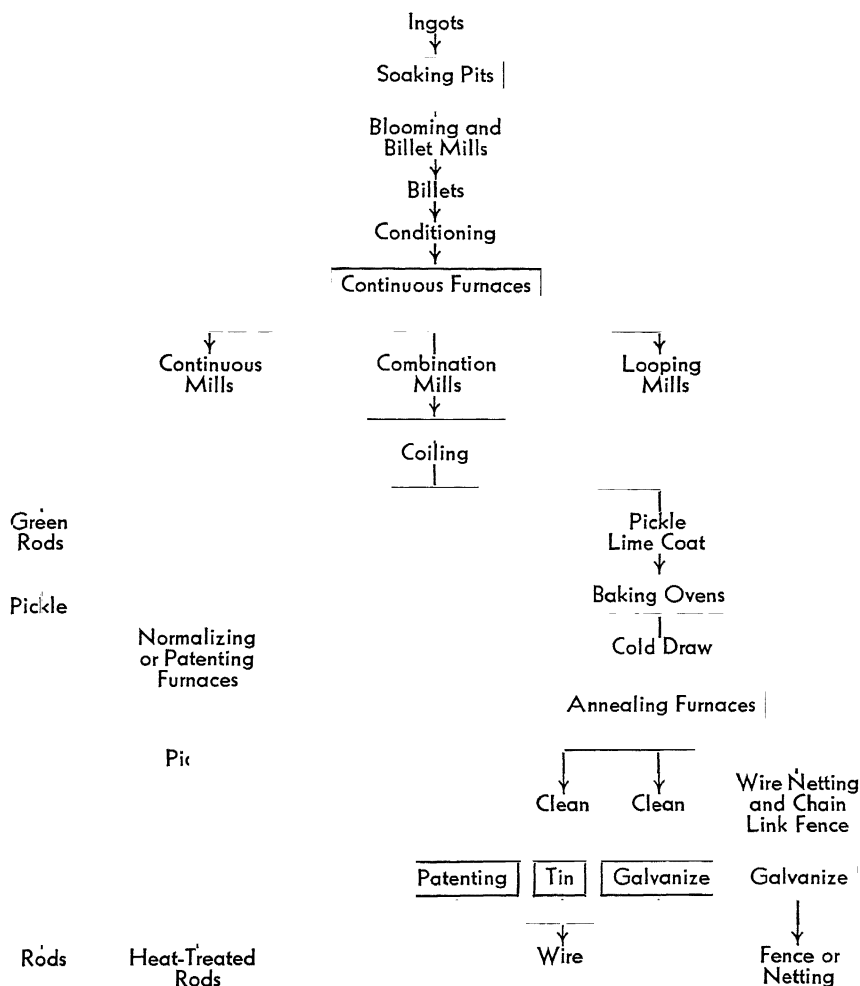 Ingots
Soaking Pits
Blooming and
Billet Mills
Billets
Conditioning
Continuous Furnaces
Continuous
Mills
Combination
Mills
Looping
Mills
Coiling
Green
Rods
Pickle
Lime Coat
Pickle
Baking Ovens
Normalizing
or Patenting
Furnaces
Cold Draw
Annealing Furnaces
Clean
Clean
Wire Netting
and Chain
Link Fence
Patenting
Tin
Galvanize
Galvanize
Rods
Heat-Treated
Rods
Wire
Fence or
Netting